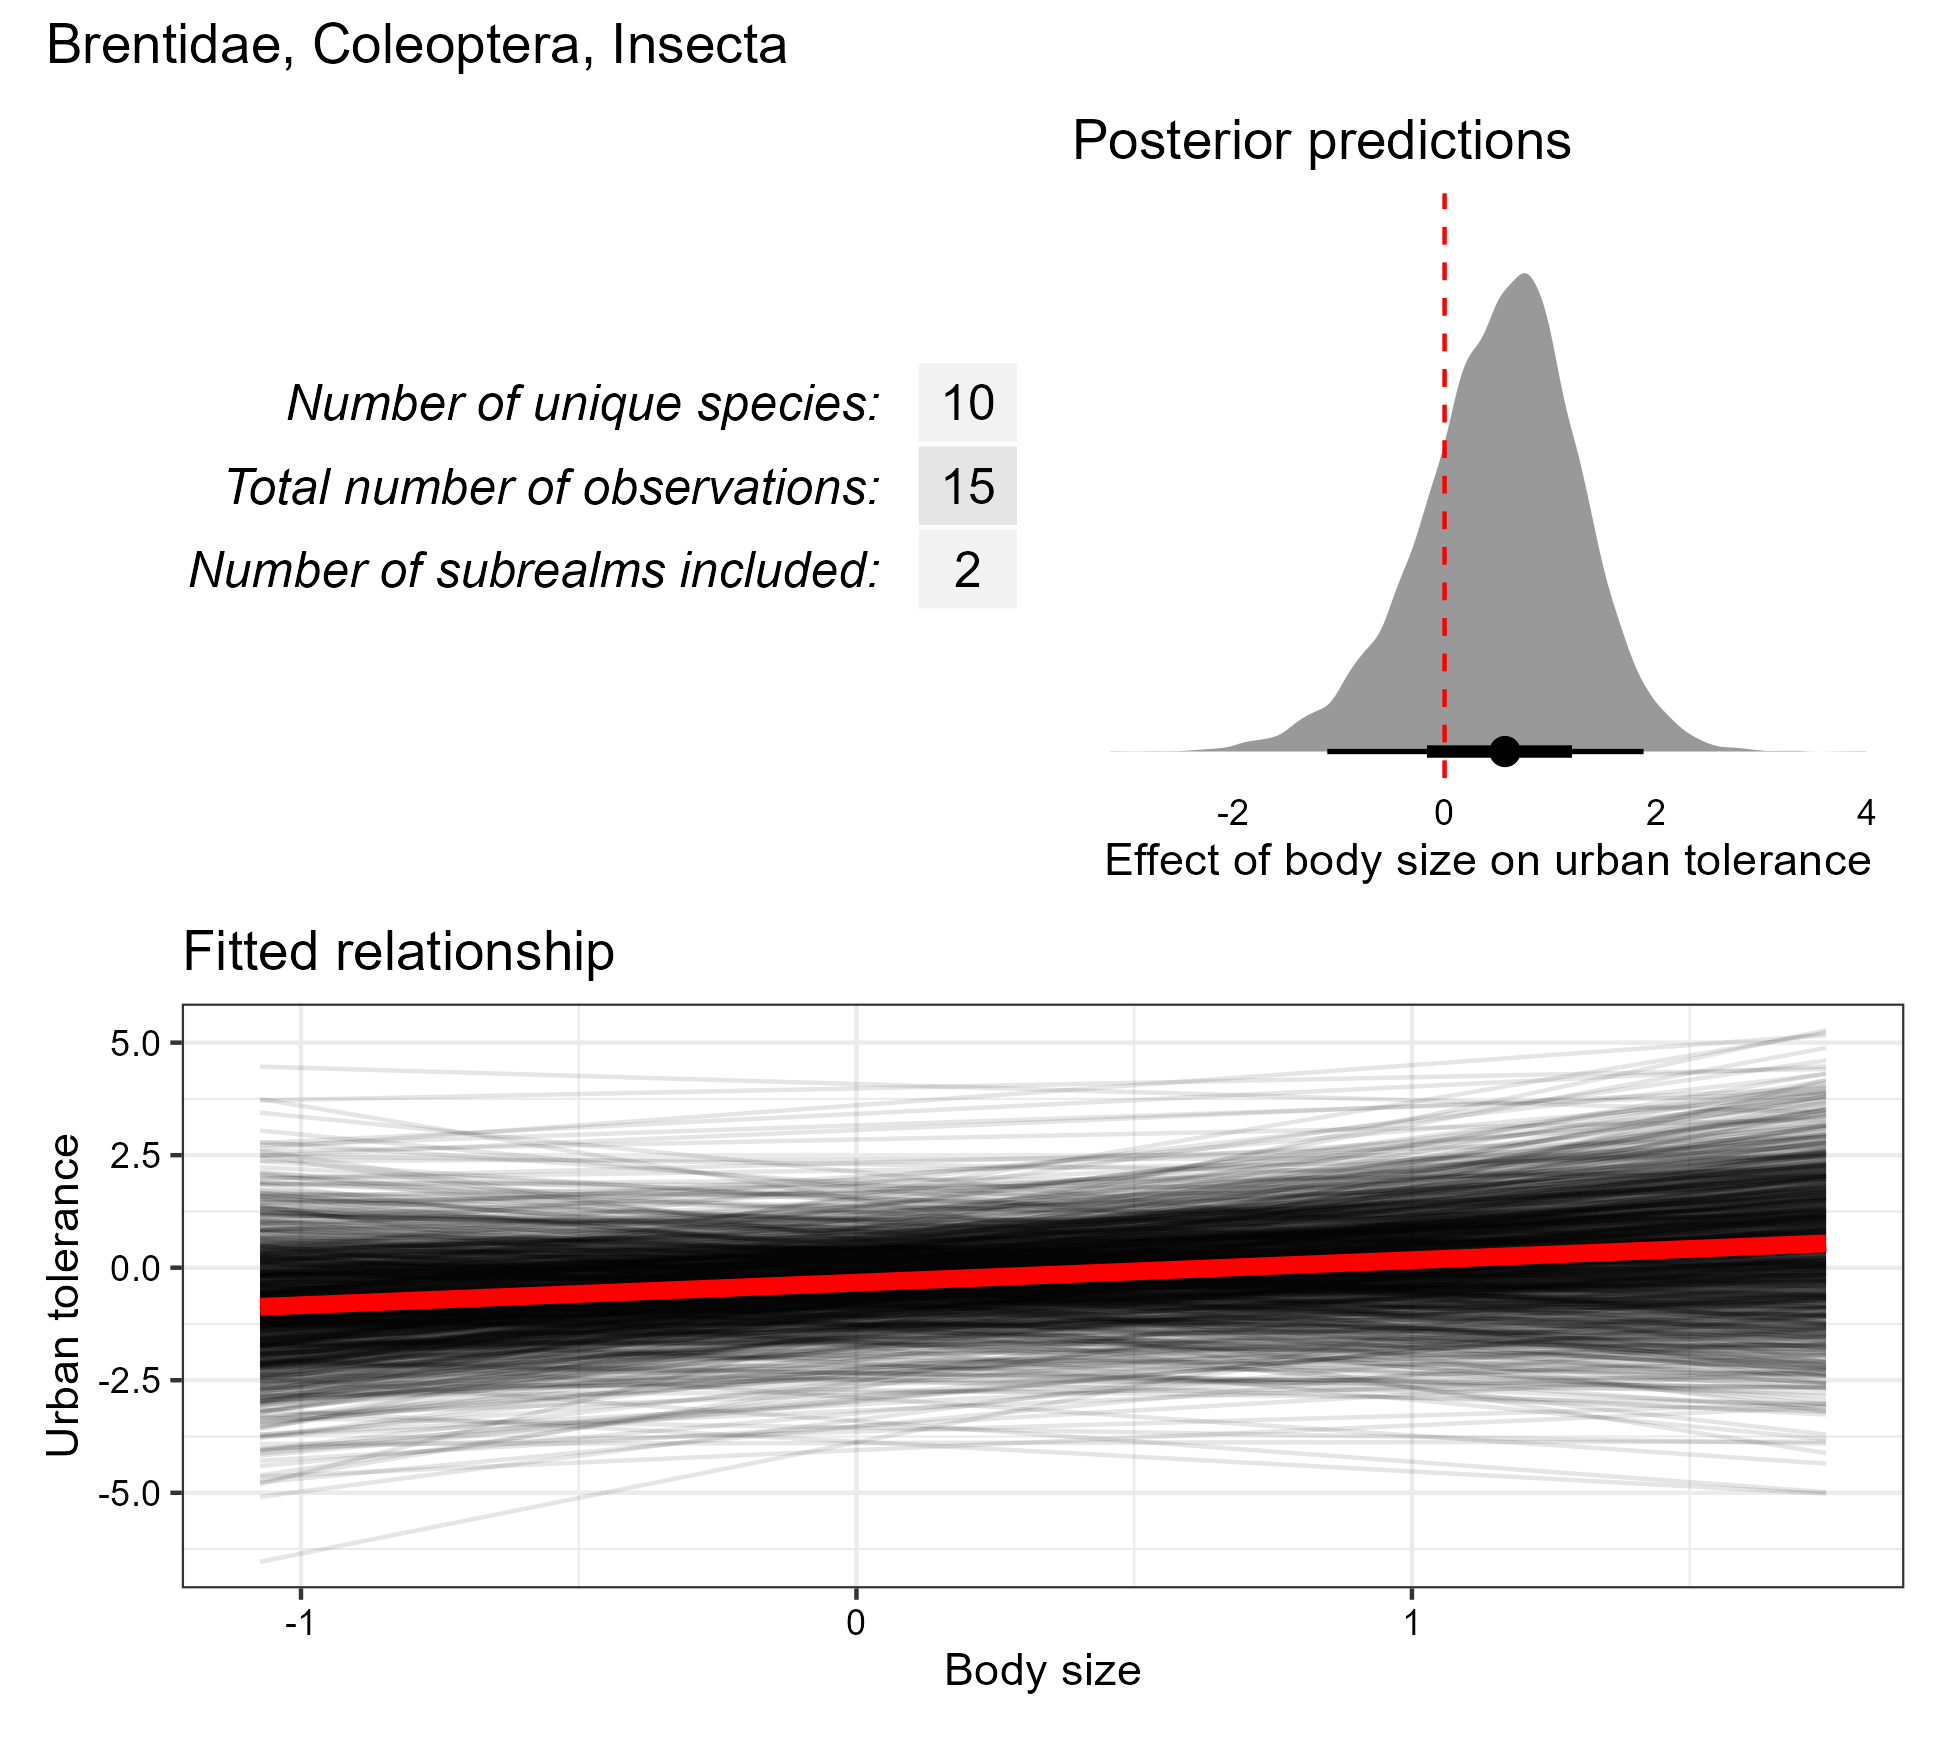 Brentidae, Coleoptera, Insecta
Posterior predictions
Number of unique species: 10
Total number of observations: 15
Number of subrealms included: 2
-2 0 2 4
Effect of body size on urban tolerance
Fitted relationship
Urban tolerance
5.0
2.5
0.0
-2.5
-5.0
-1 0 1
Body size